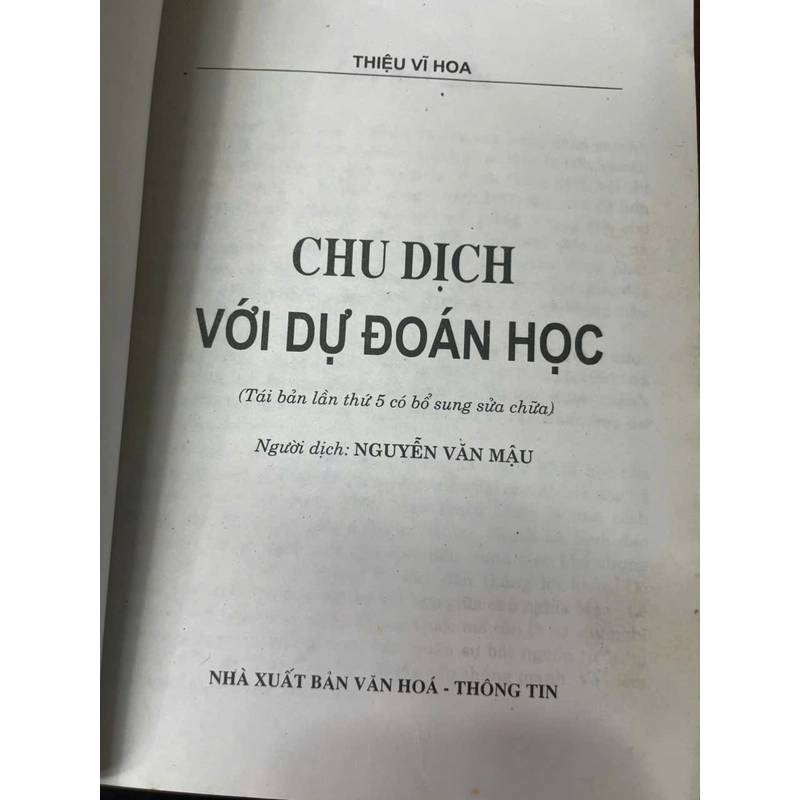 THIỆU VĨ HOA
CHU DỊCH
VỚI DỰ ĐOÁN HỌC
(Tái bản lần thứ 5 có bổ sung sửa chữa)
Người dịch: NGUYỄN VĂN MẬU
NHÀ XUẤT BẢN VĂN HOÁ - THÔNG TIN